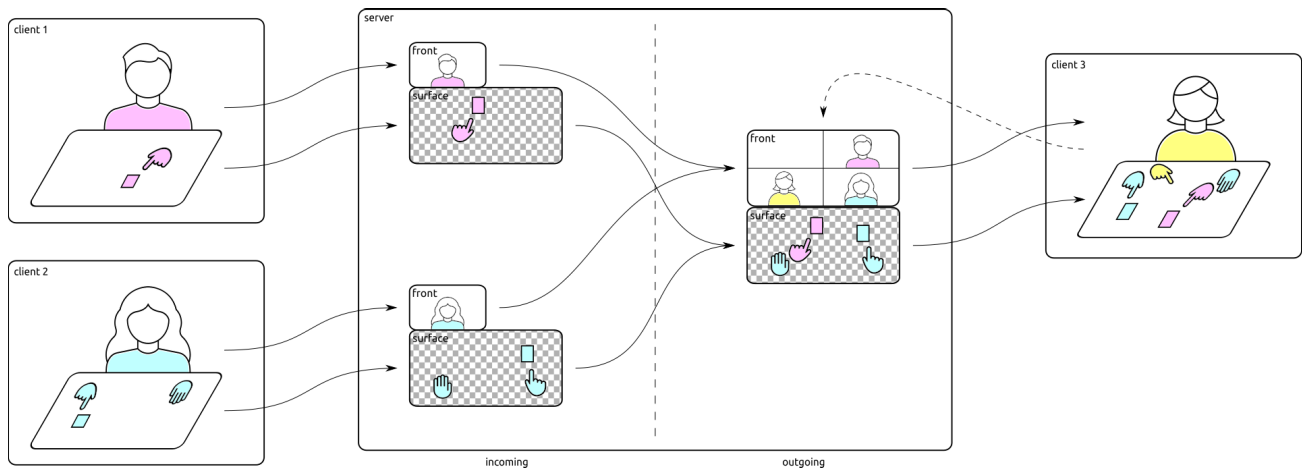 client 1
server
front
surface
client 3
front
surface
client 2
front
surface
incoming
outgoing